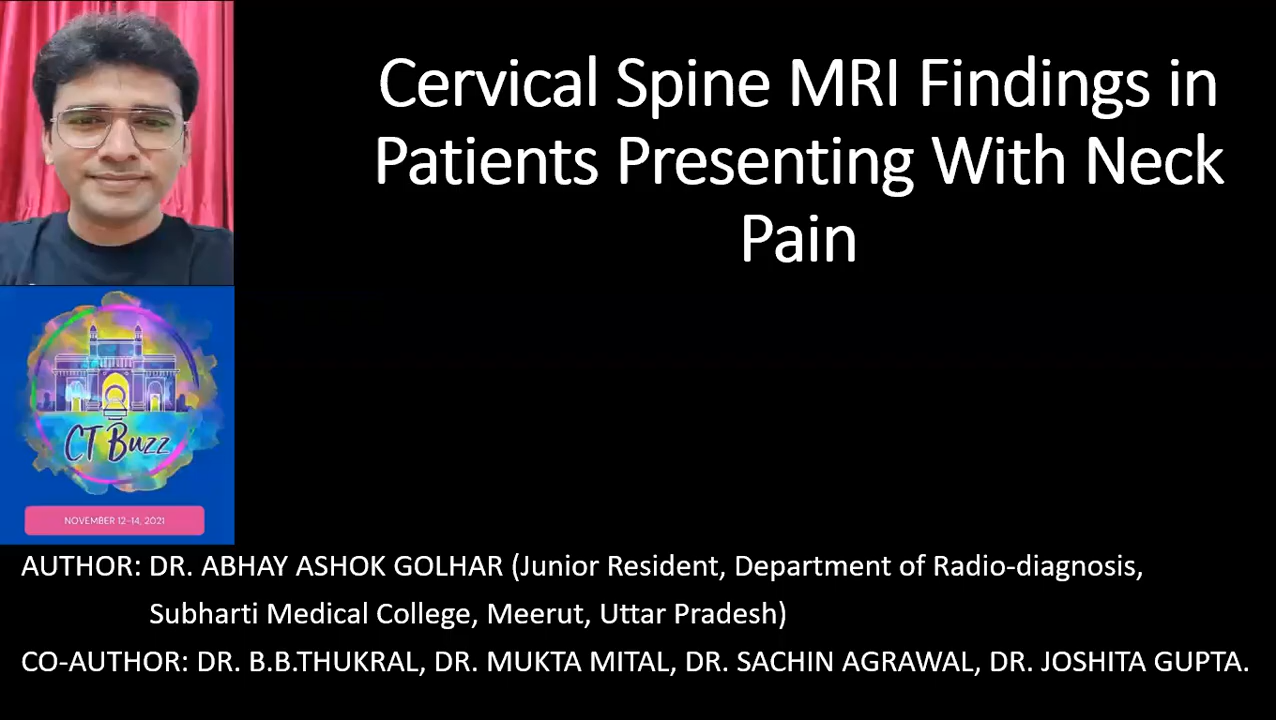 Cervical Spine MRI Findings in
Patients Presenting With Neck
Pain
CT Buzz
NOVEMBER 12-14, 2021
AUTHOR: DR. ABHAY ASHOK GOLHAR (Junior Resident, Department of Radio-diagnosis,
Subharti Medical College, Meerut, Uttar Pradesh)
CO-AUTHOR: DR. B.B.THUKRAL, DR. MUKTA MITAL, DR. SACHIN AGRAWAL, DR. JOSHITA GUPTA.